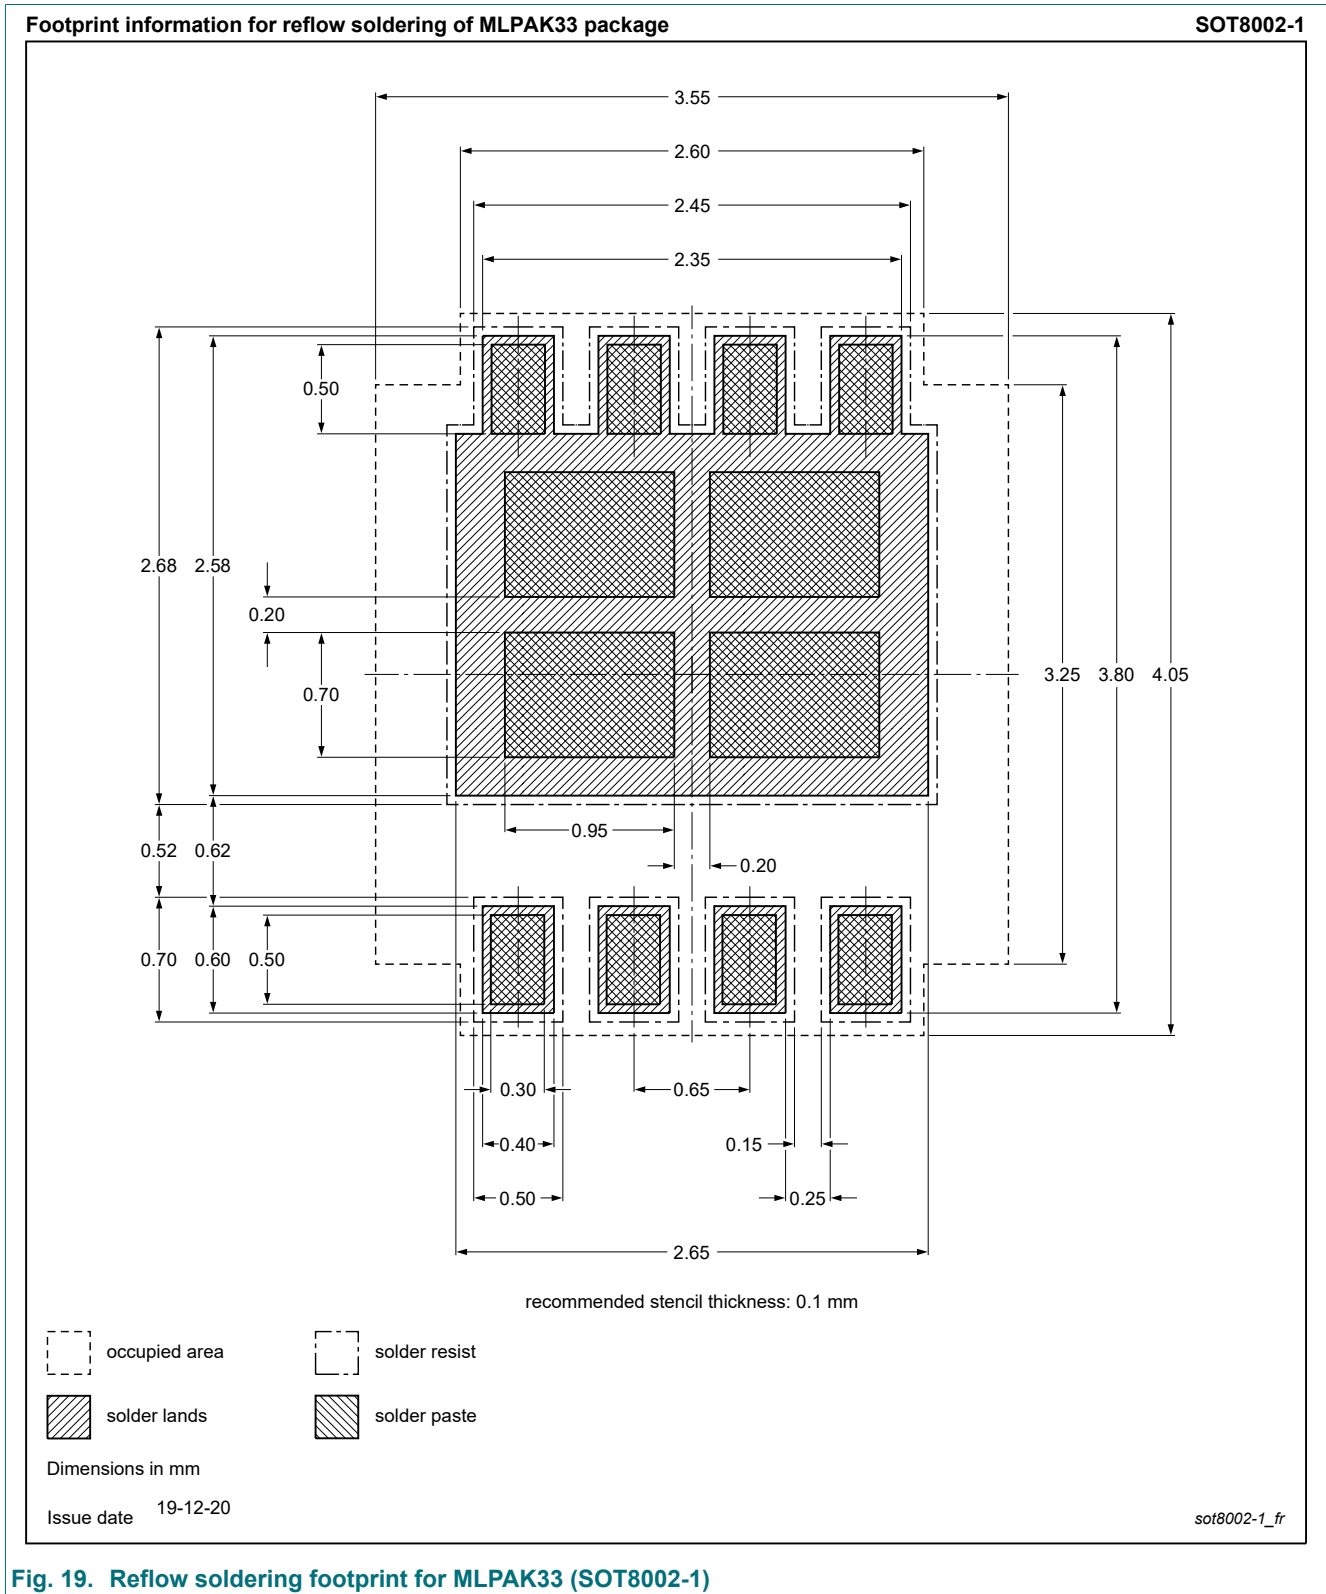 Footprint information for reflow soldering of MLPAK33 package SOT8002-1
3.55
2.60
2.45
2.35
0.50
2.68 2.58
0.20
0.70
3.25 3.80 4.05
0.95
0.52 0.62
0.20
0.70 0.60 0.50
0.30 0.65
0.40 0.15
0.50 0.25
2.65
recommended stencil thickness: 0.1 mm
occupied area solder resist
solder lands solder paste
Dimensions in mm
Issue date 19-12-20
sot8002-1_fr
Fig. 19. Reflow soldering footprint for MLPAK33 (SOT8002-1)